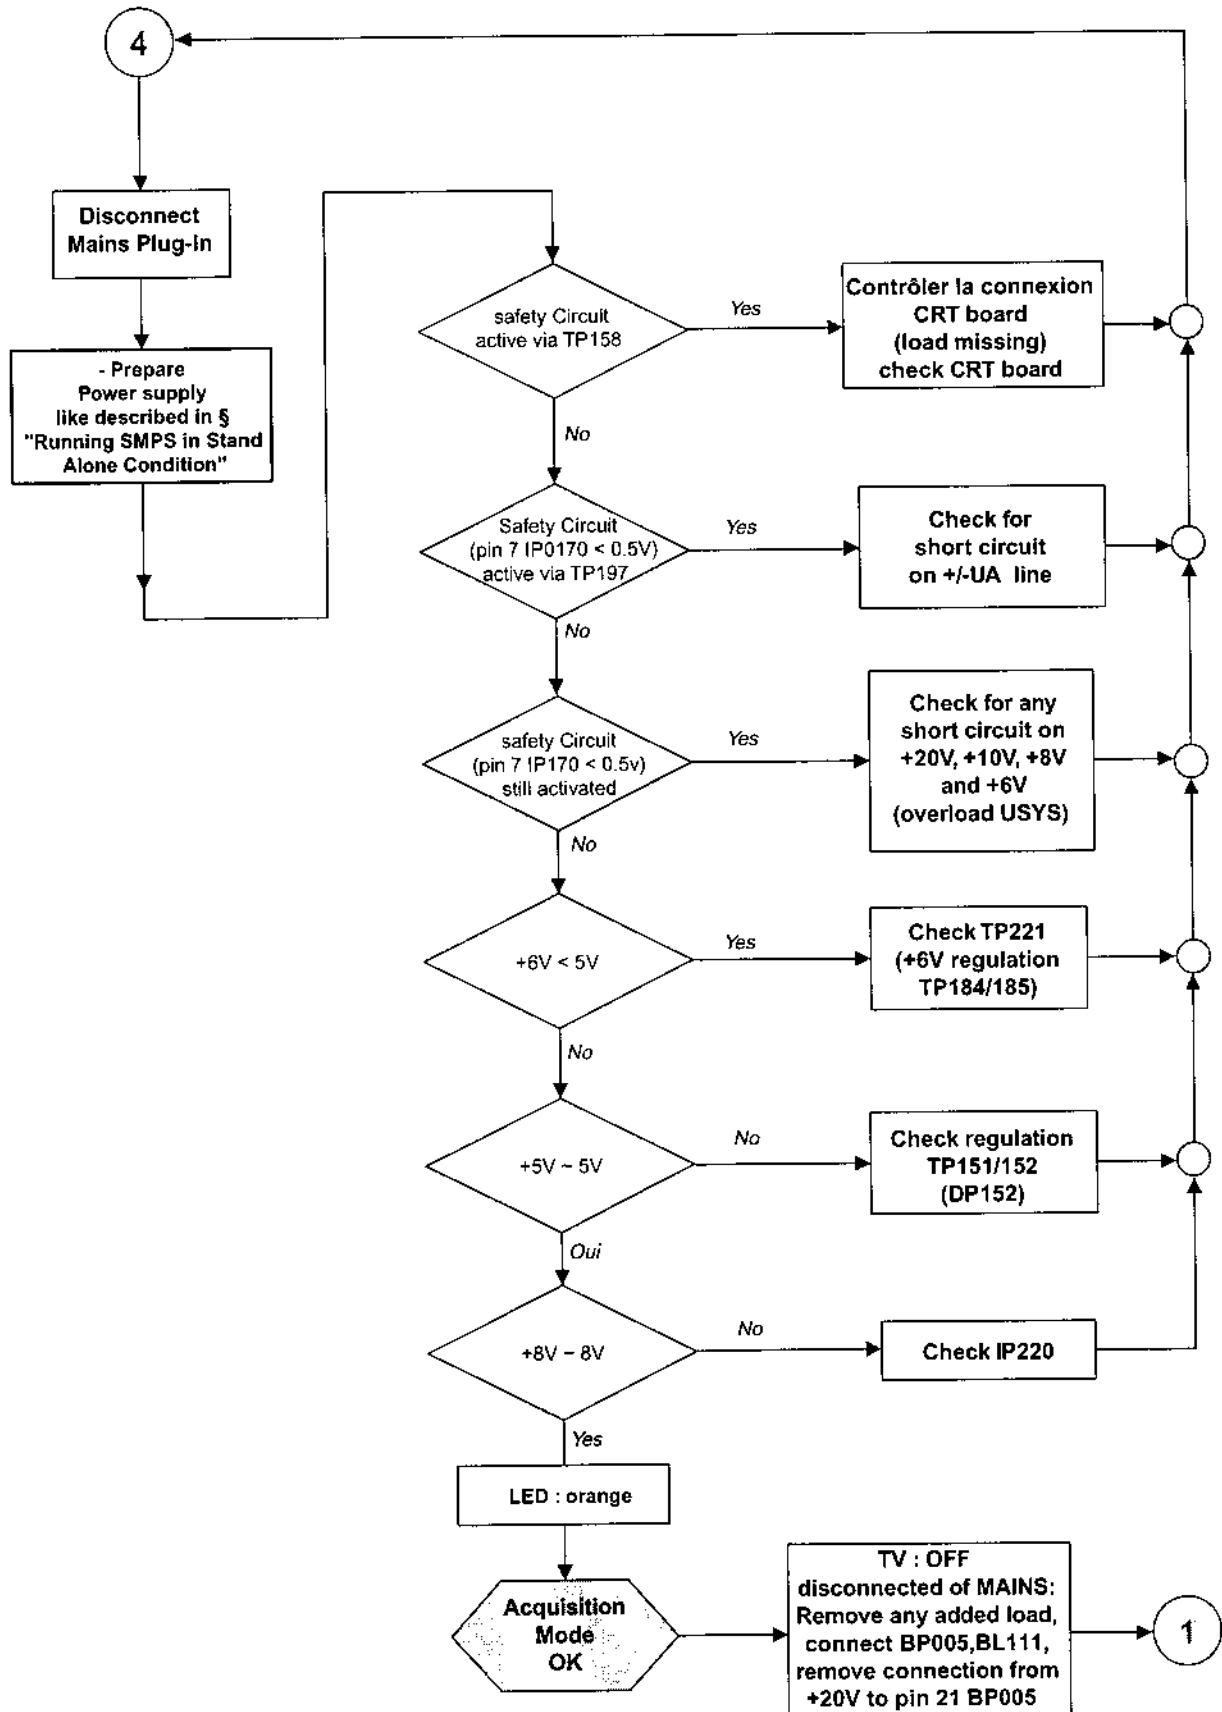 4
Disconnect
Mains Plug-in
- Prepare
Power supply
like described in §
"Running SMPS in Stand
Alone Condition"
safety Circuit
active via TP158
Yes
Contrôler la connexion
CRT board
(load missing)
check CRT board
No
Safety Circuit
(pin 7 IP0170 < 0.5V)
active via TP197
Yes
Check for
short circuit
on +/-UA line
No
safety Circuit
(pin 7 IP170 < 0.5v)
still activated
Yes
Check for any
short circuit on
+20V, +10V, +8V
and +6V
(overload USYS)
No
+6V < 5V
Yes
Check TP221
(+6V regulation
TP184/185)
No
+5V ~ 5V
No
Check regulation
TP151/152
(DP152)
Oui
+8V ~ 8V
No
Check IP220
Yes
LED : orange
Acquisition
Mode
OK
TV : OFF
disconnected of MAINS:
Remove any added load,
connect BP005,BL111,
remove connection from
+20V to pin 21 BP005
1